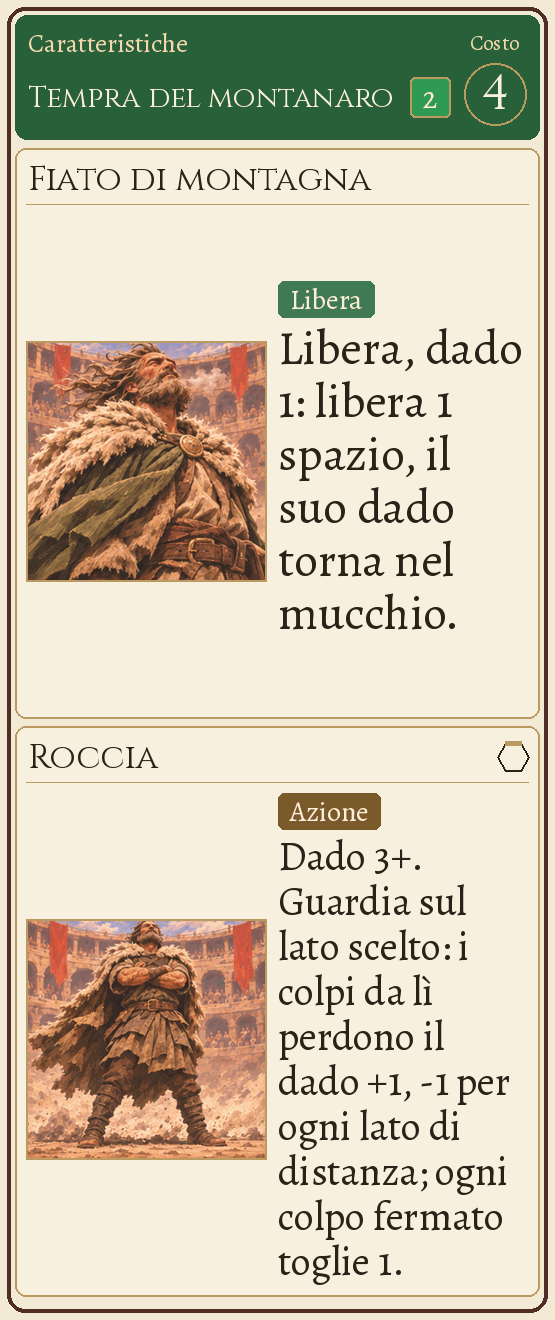 Caratteristiche
Costo
Tempra del montanaro 2 4
Fiato di montagna
Libera
Libera, dado
1: libera 1
spazio, il
suo dado
torna nel
mucchio.
Roccia
Azione
Dado 3+.
Guardia sul
lato scelto: i
colpi da lì
perdono il
dado +1, -1 per
ogni lato di
distanza; ogni
colpo fermato
toglie 1.